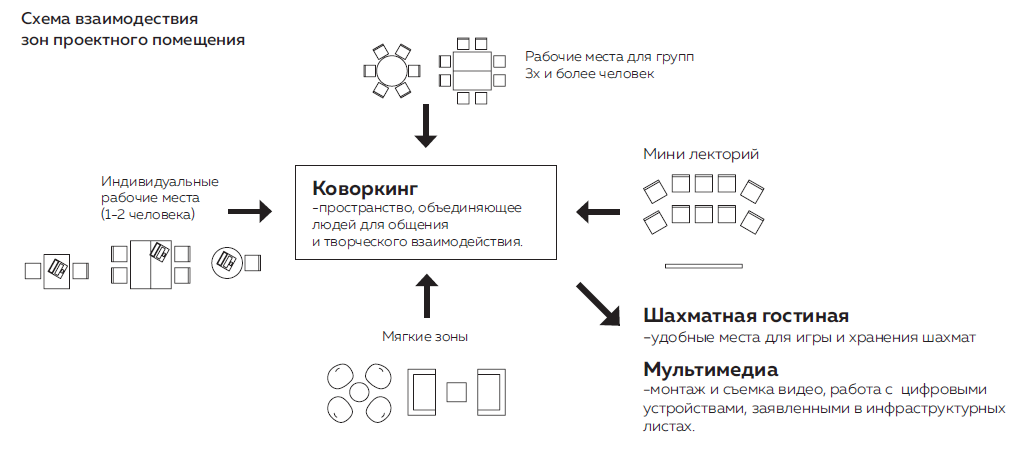 Схема взаимодествия
зон проектного помещения
Рабочие места для групп
3х и более человек
Мини лекторий
Индивидуальные
рабочие места
(1-2 человека)
Коворкинг
-пространство, объединяющее
людей для общения
и творческого взаимодействия.
Мягкие зоны
Шахматная гостиная
-удобные места для игры и хранения шахмат
Мультимедиа
-монтаж и съемка видео, работа с цифровыми
устройствами, заявленными в инфраструктурных
листах.